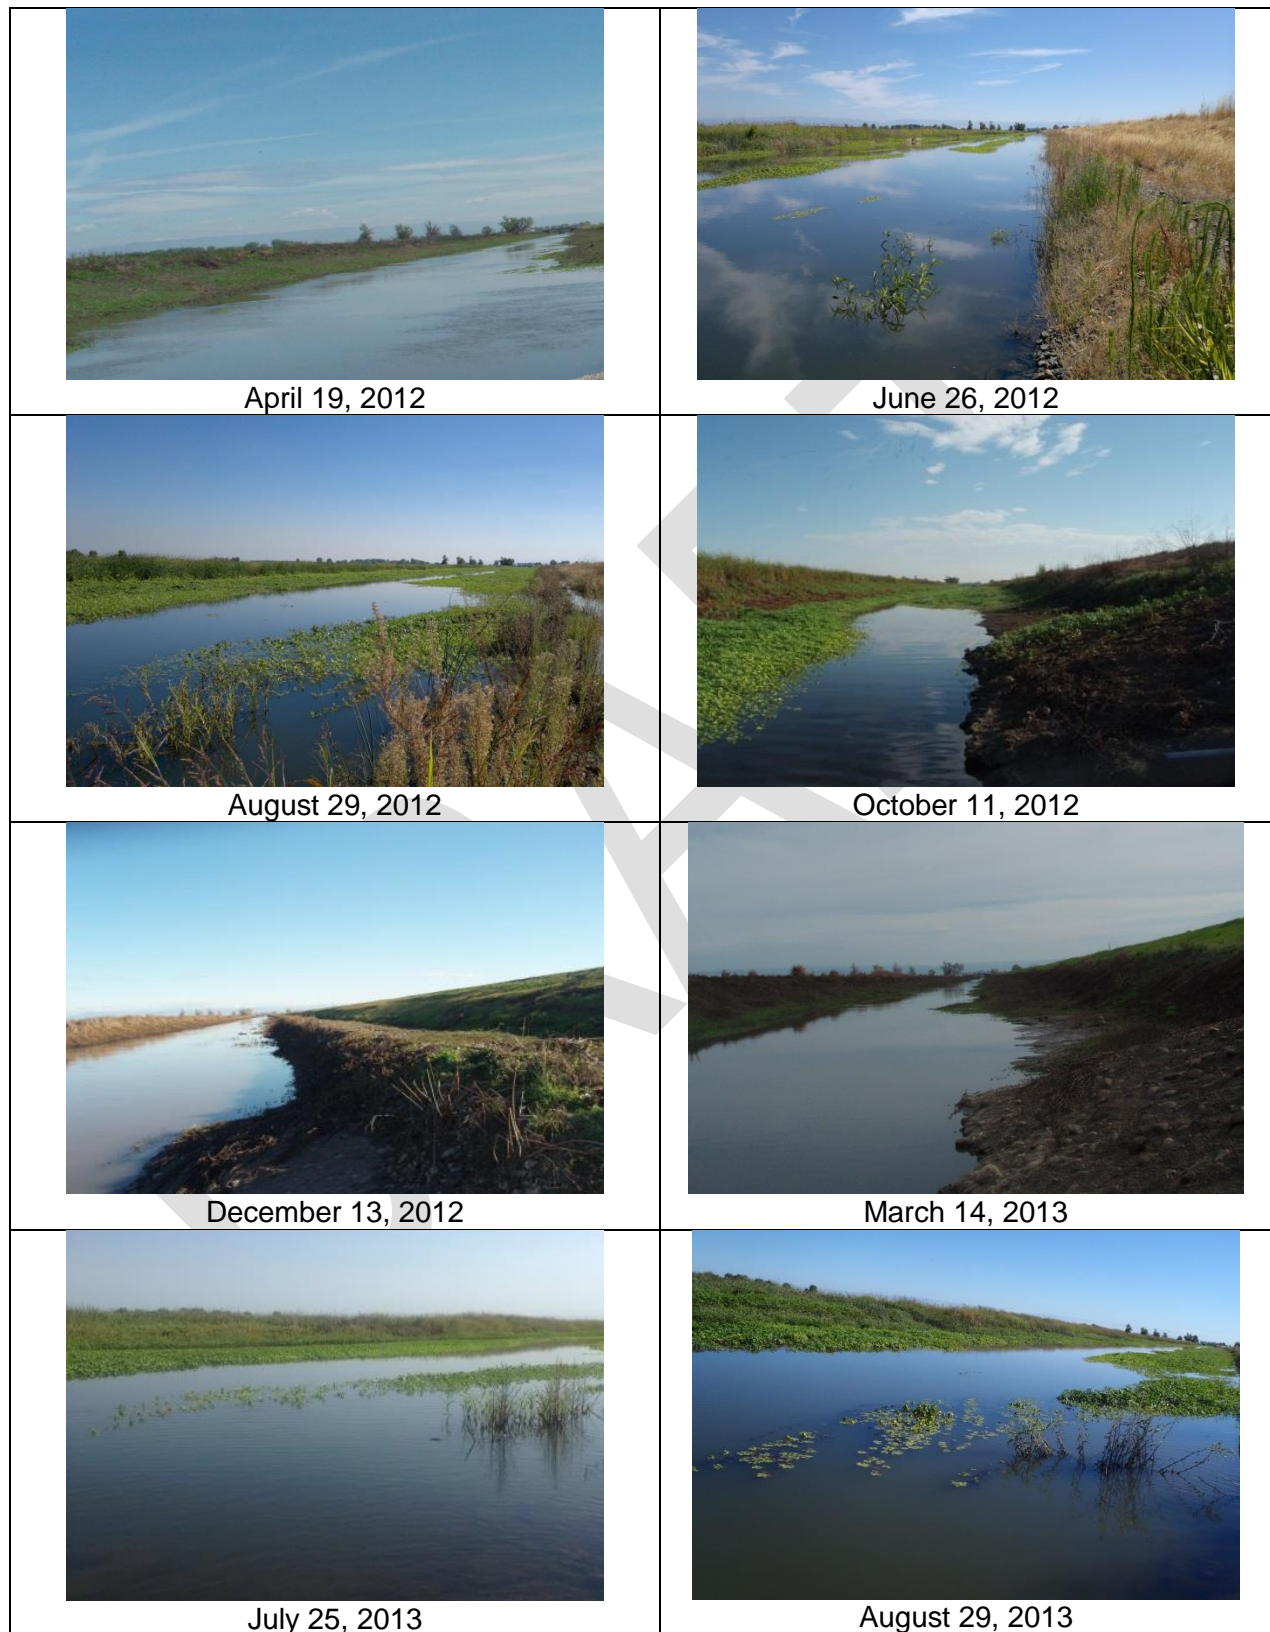 April 19, 2012
June 26, 2012
August 29, 2012
October 11, 2012
December 13, 2012
March 14, 2013
July 25, 2013
August 29, 2013
DRAFT